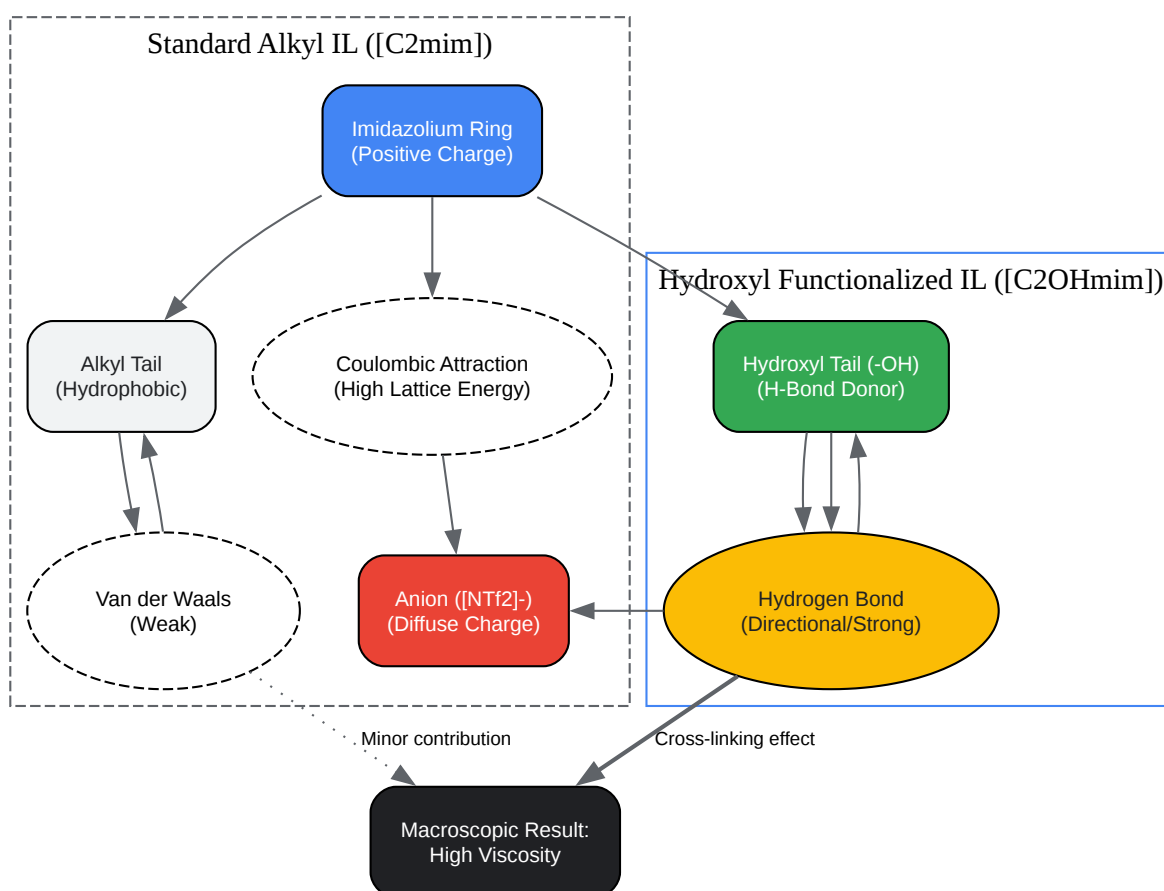 Standard Alkyl IL ([C2mim])
Imidazolium Ring
(Positive Charge)
Hydroxyl Functionalized IL ([C2OHmim])
Alkyl Tail
(Hydrophobic)
Coulombic Attraction
(High Lattice Energy)
Hydroxyl Tail (-OH)
(H-Bond Donor)
Van der Waals
(Weak)
Anion ([NTf2]-)
(Diffuse Charge)
Hydrogen Bond
(Directional/Strong)
Minor contribution
Cross-linking effect
Macroscopic Result:
High Viscosity